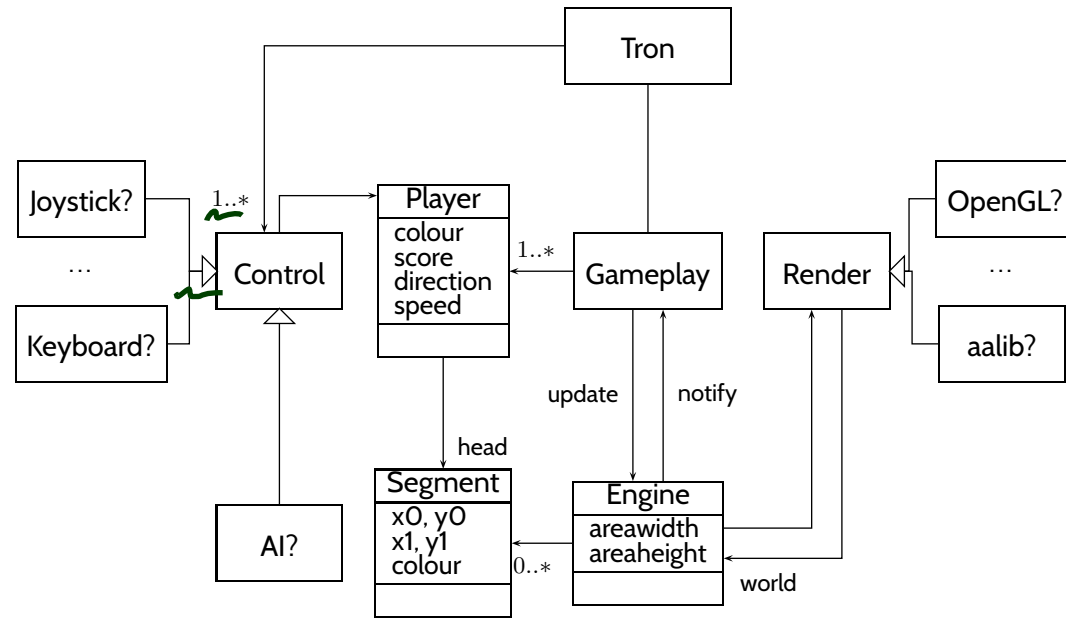 Tron
Joystick?
1..*
Player
OpenGL?
colour
score
direction
speed
1..*
...
Control
Gameplay
Render
...
Keyboard?
aalib?
update
notify
head
Segment
x0, y0
x1, y1
colour
Engine
areawidth
areaheight
AI?
0..*
world